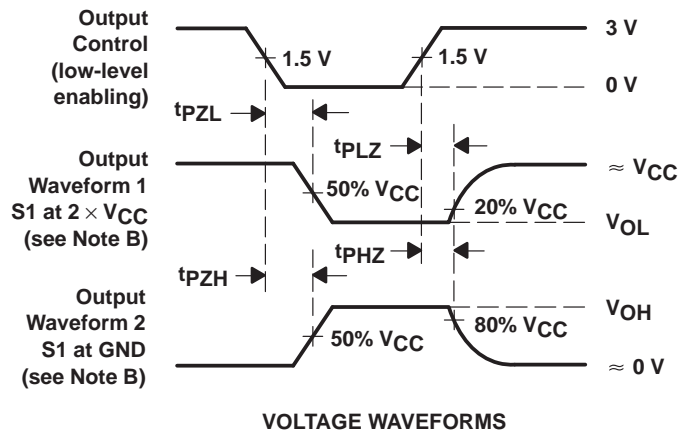 Output
Control
(low-level
enabling)
1.5 V
1.5 V
3 V
0 V
tPZL
tPLZ
Output
Waveform 1
S1 at 2 × VCC
(see Note B)
50% VCC
20% VCC
≈ VCC
VOL
tPZH
tPHZ
Output
Waveform 2
S1 at GND
(see Note B)
50% VCC
80% VCC
VOH
≈ 0 V
VOLTAGE WAVEFORMS